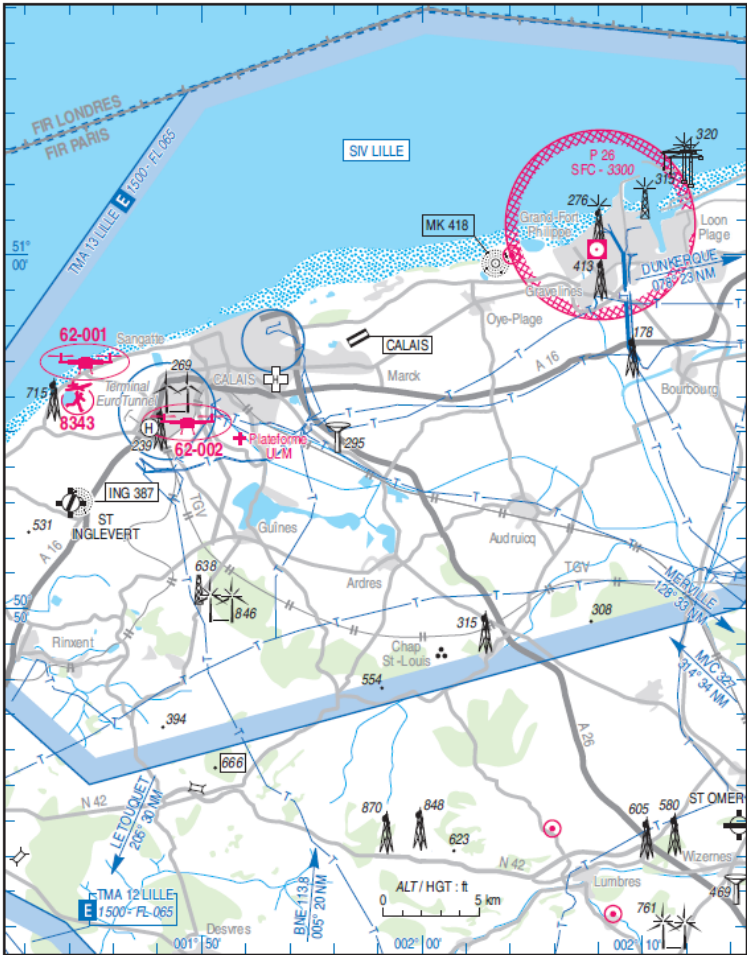 FIR LONDRES
FIR PARIS
TMA 13 LILLE E 1500 - FL 065
SIV LILLE
320
P 26
SFC - 3300
315
276
Grand-Fort
Philippe
MK 418
Loon
Plage
51°
00'
413
DUNKERQUE
078° 23 NM
Gravelines
Oye-Plage
62-001
Sangatte
178
CALAIS
A 16
269
715
Terminal
EuroTunnel
CALAIS
H
Marck
Bourbourg
8343
H
239
62-002
Plateforme
ULM
295
ING 387
ST
INGLEVERT
531
TGV
A 16
Guînes
Audruicq
638
846
Ardres
TGV
MERVILLE
128° 33 NM
50°
50'
308
Rinxent
315
Chap
St-Louis
MVC 327
314° 34 NM
554
394
A 26
666
N 42
LE TOUQUET
206° 30 NM
870
848
623
605
580
ST OMER
N 42
Wizernes
Lumbres
ALT / HGT : ft
0
5 km
469
TMA 12 LILLE
E 1500 - FL 065
BNE 113,8
005° 20 NM
761
Desvres
001° 50'
002° 00'
002° 10'